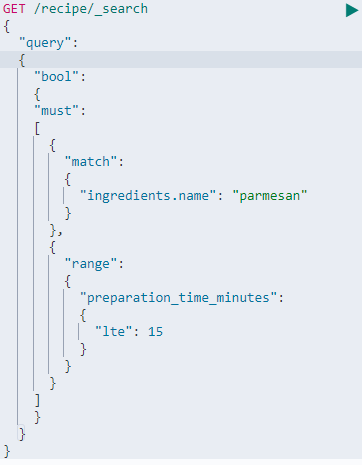 GET /recipe/_search
{
  "query":
  {
    "bool":
    {
    "must":
    [
      {
        "match":
        {
          "ingredients.name": "parmesan"
        }
      },
      {
        "range":
        {
          "preparation_time_minutes":
          {
            "lte": 15
          }
        }
      }
    ]
    }
  }
}